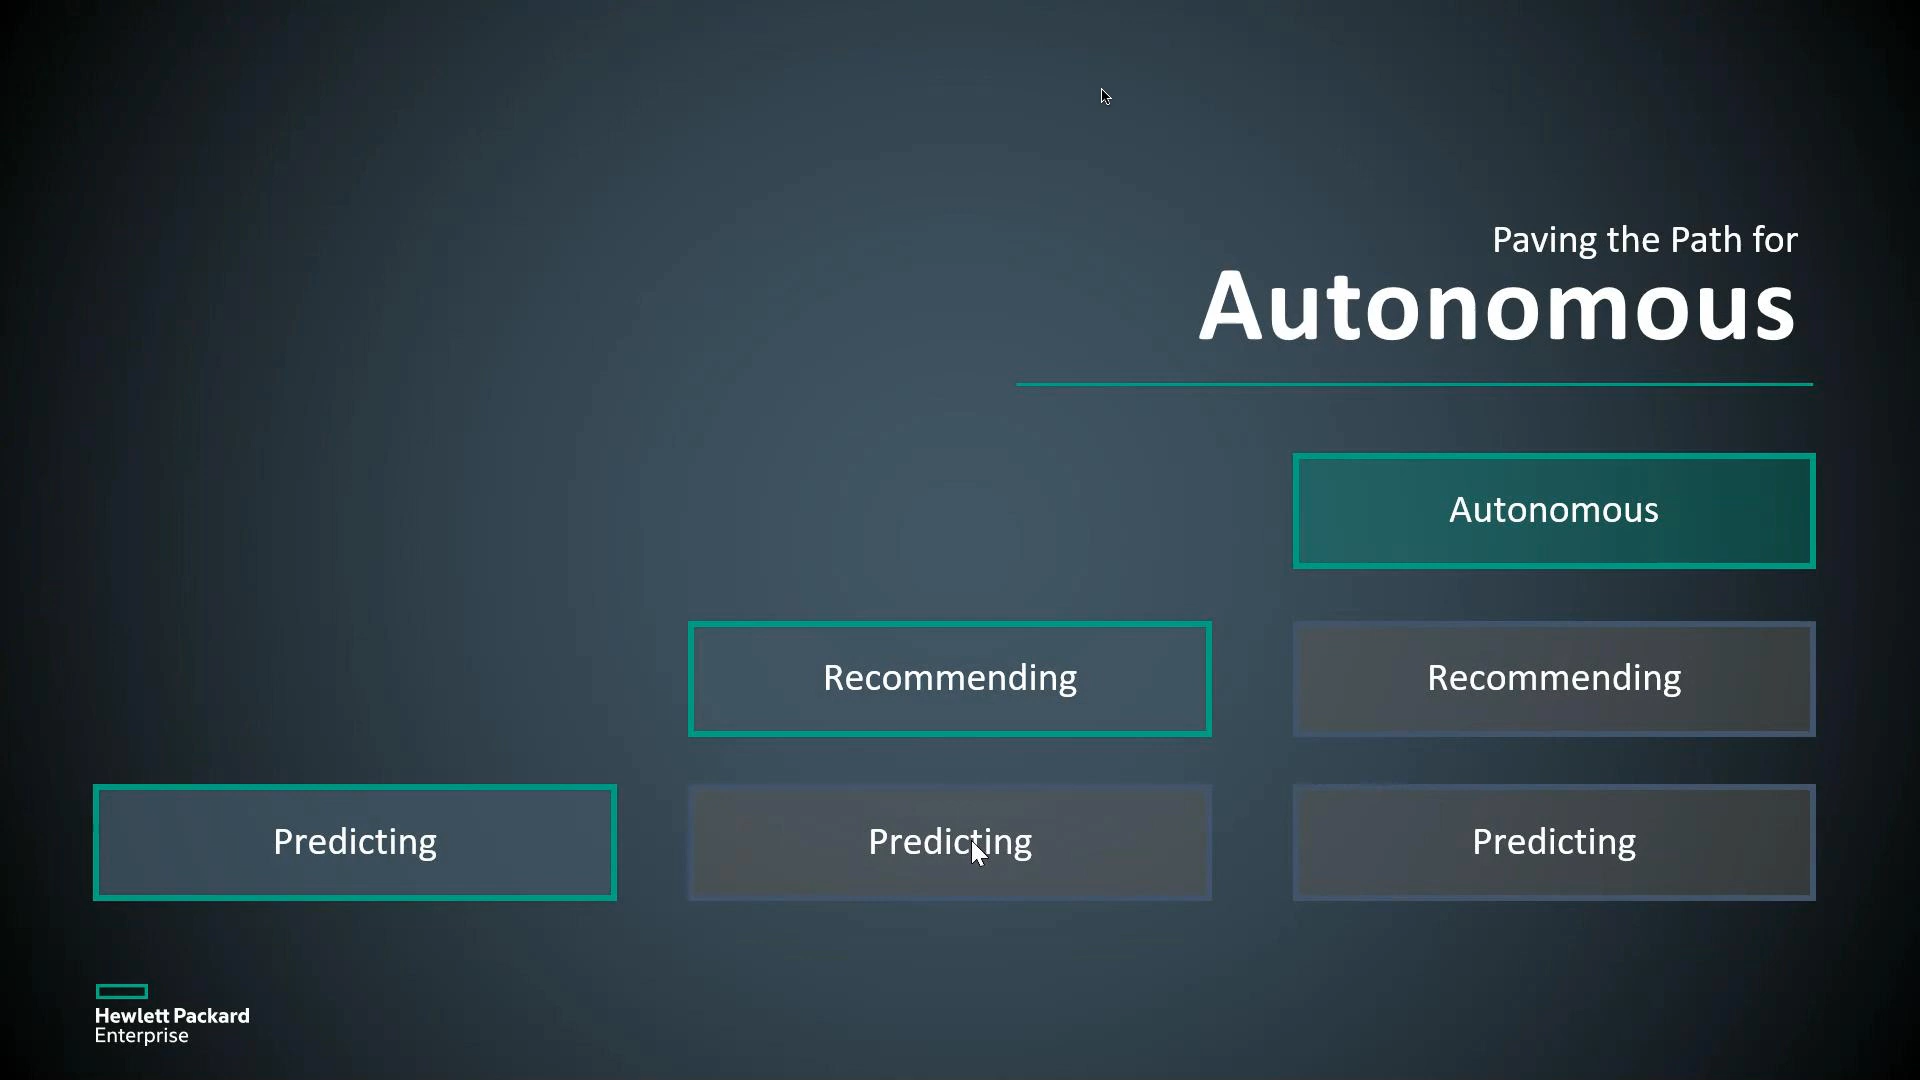 Paving the Path for
Autonomous
Autonomous
Recommending
Recommending
Predicting
Predicting
Predicting
Hewlett Packard
Enterprise